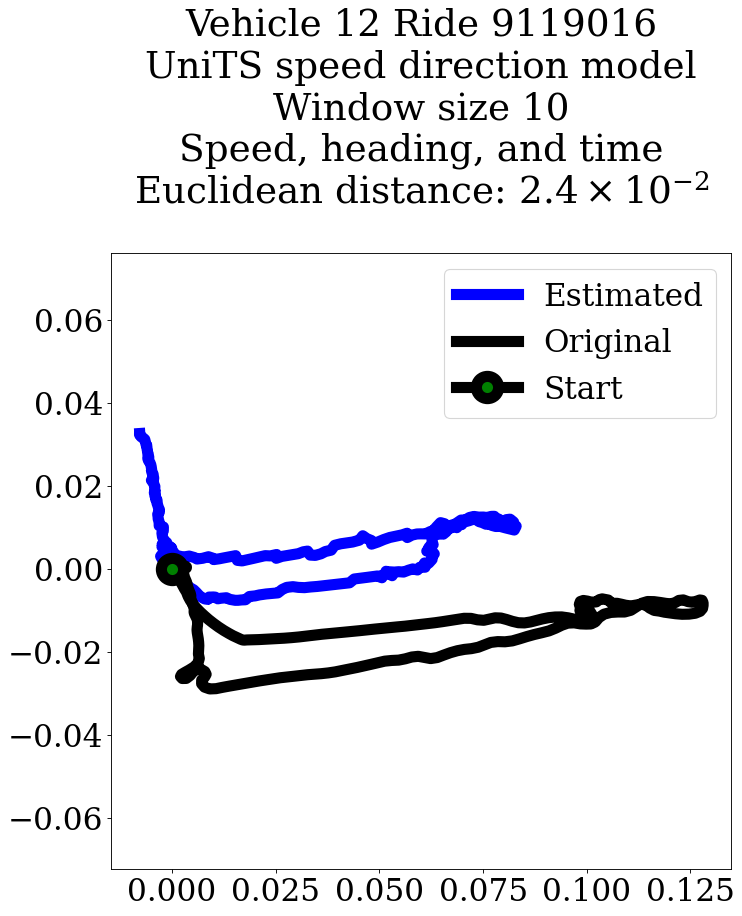 Vehicle 12 Ride 9119016
UniTS speed direction model
Window size 10
Speed, heading, and time
Euclidean distance: 2.4 × 10⁻²
Estimated
Original
Start
0.06
0.04
0.02
0.00
−0.02
−0.04
−0.06
0.000 0.025 0.050 0.075 0.100 0.125